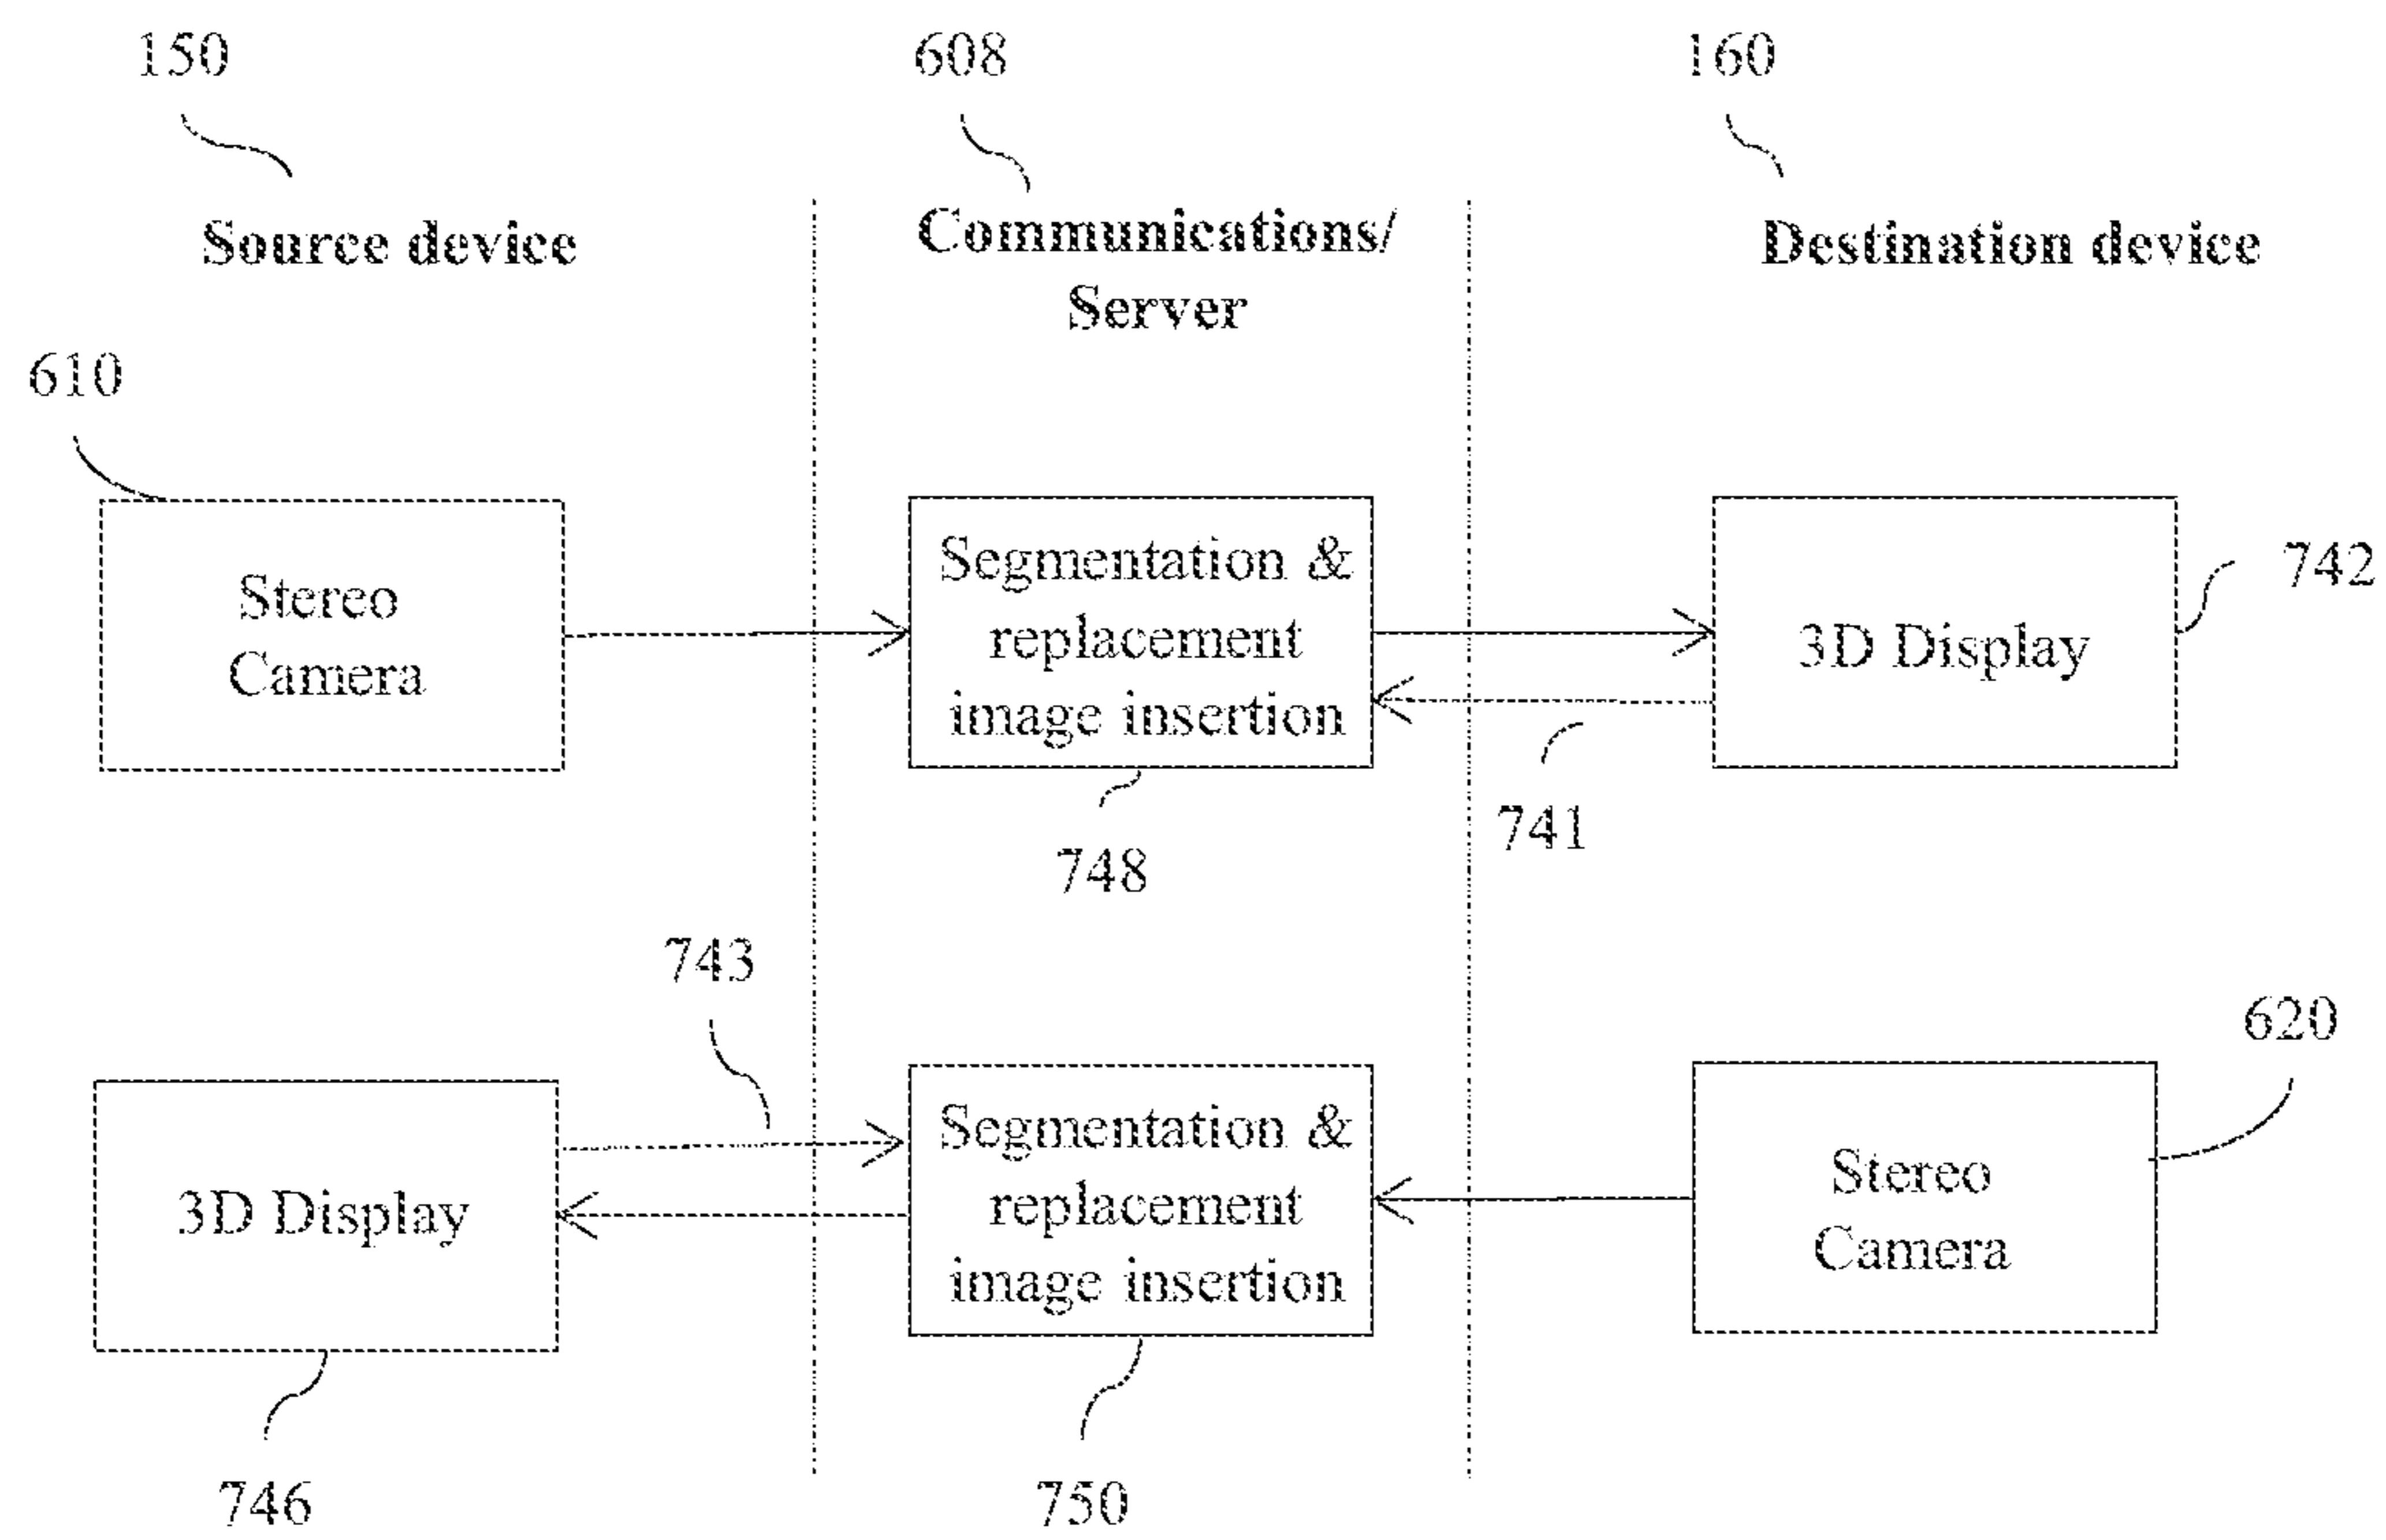 150
608
160
Source device
Communications/
Server
Destination device
610
Stereo
Camera
Segmentation &
replacement
image insertion
3D Display
742
741
748
743
620
3D Display
Segmentation &
replacement
image insertion
Stereo
Camera
746
750